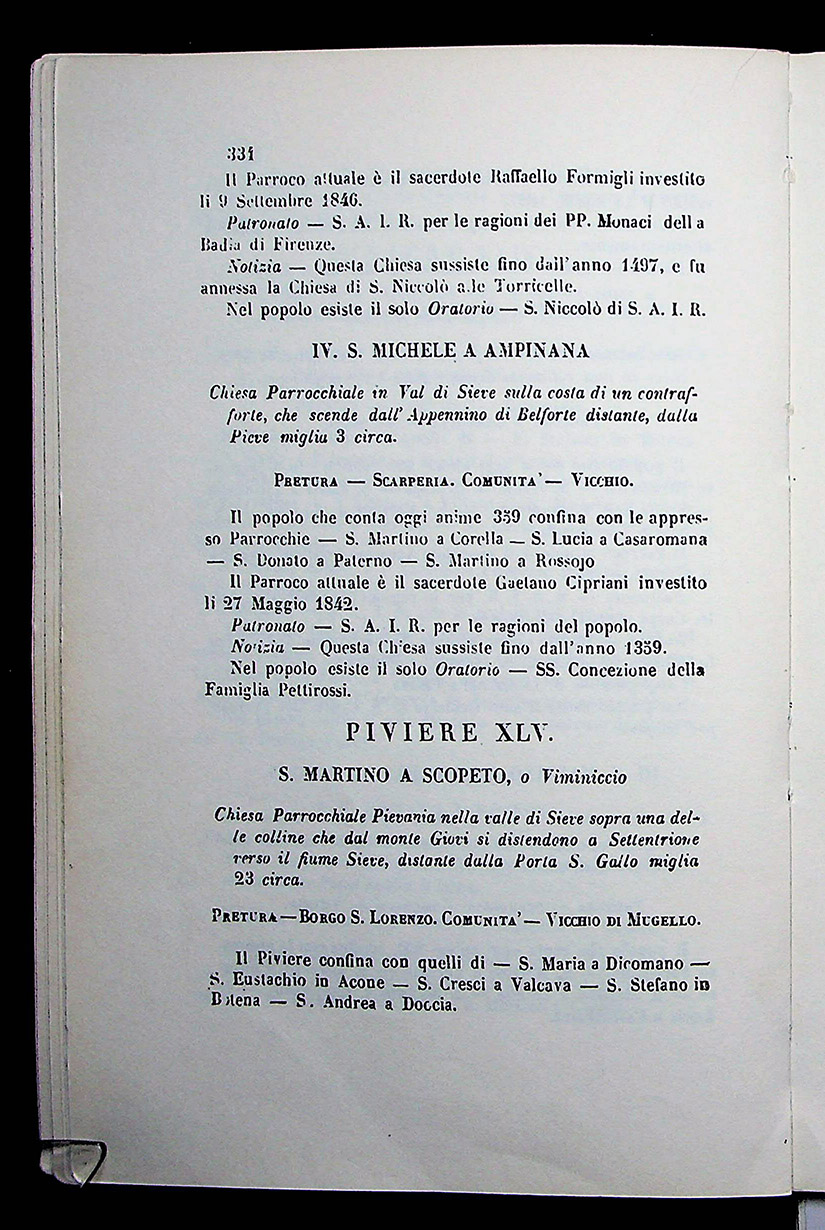 331
Il Parroco attuale è il sacerdote Raffaello Formigli investito
li 9 Settembre 1846.
Patronato — S. A. I. R. per le ragioni dei PP. Monaci della
Badia di Firenze.
Notizia — Questa Chiesa sussiste fino dall'anno 1497, e fu
annessa la Chiesa di S. Niccolò alle Torricelle.
Nel popolo esiste il solo Oratorio — S. Niccolò di S. A. I. R.
IV. S. MICHELE A AMPINANA
Chiesa Parrocchiale in Val di Sieve sulla costa di un contraf-
forte, che scende dall' Appennino di Belforte distante, dalla
Pieve miglia 3 circa.
PRETURA — SCARPERIA. COMUNITA' — VICCHIO.
Il popolo che conta oggi anime 359 confina con le appres-
so Parrocchie — S. Martino a Corella — S. Lucia a Casaromana
— S. Donato a Paterno — S. Martino a Rossojo
Il Parroco attuale è il sacerdote Gaetano Cipriani investito
li 27 Maggio 1842.
Patronato — S. A. I. R. per le ragioni del popolo.
Notizia — Questa Chiesa sussiste fino dall'anno 1359.
Nel popolo esiste il solo Oratorio — SS. Concezione della
Famiglia Pettirossi.
PIVIERE XLV.
S. MARTINO A SCOPETO, o Viminiccio
Chiesa Parrocchiale Pievania nella valle di Sieve sopra una del-
le colline che dal monte Giovi si distendono a Settentrione
verso il fiume Sieve, distante dalla Porta S. Gallo miglia
23 circa.
PRETURA — BORGO S. LORENZO. COMUNITA' — VICCHIO DI MUGELLO.
Il Piviere confina con quelli di — S. Maria a Dicomano —
S. Eustachio in Acone — S. Cresci a Valcava — S. Stefano in
Botena — S. Andrea a Doccia.